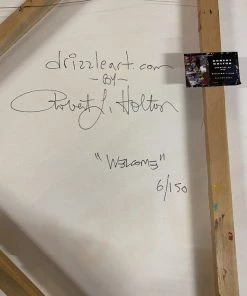 drizzleart.com
-BY-
Robert L. Holton
"WELCOME"
6/150